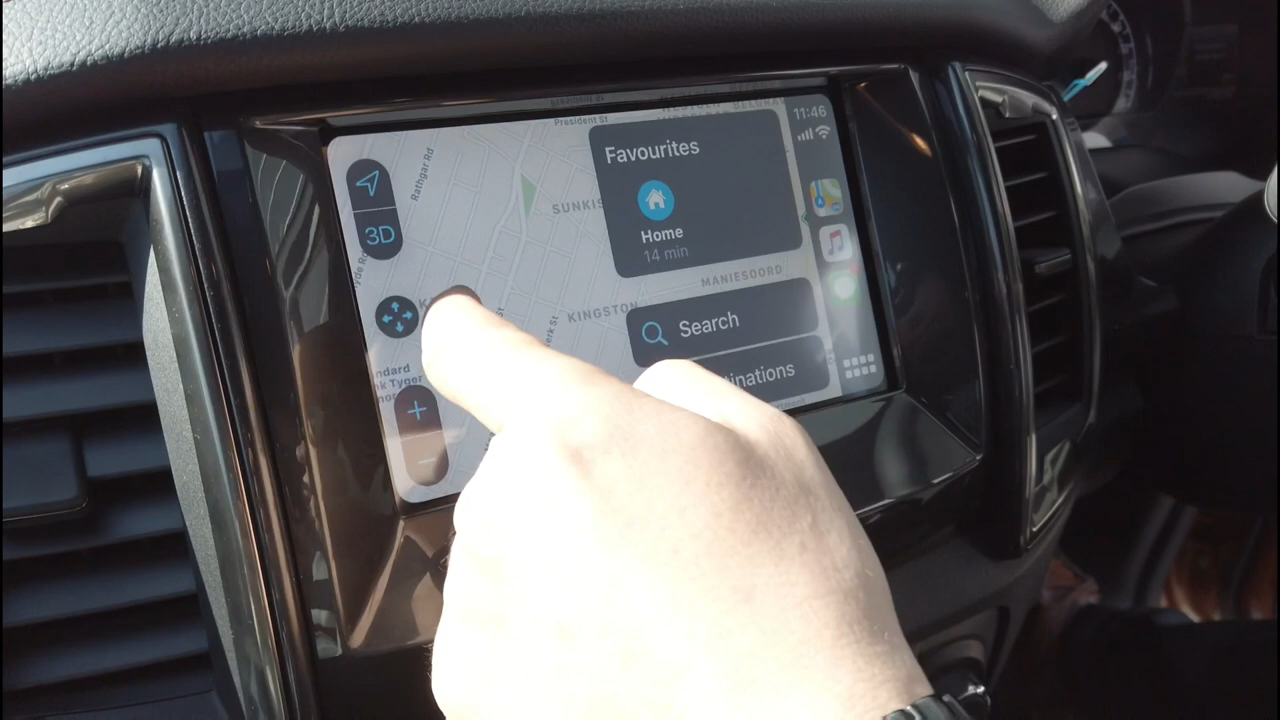 President St
Rathgar Rd
3D
SUNKIS
Favourites
Home
14 min
11:46
MANIESOORD
KINGSTON
Search
inations